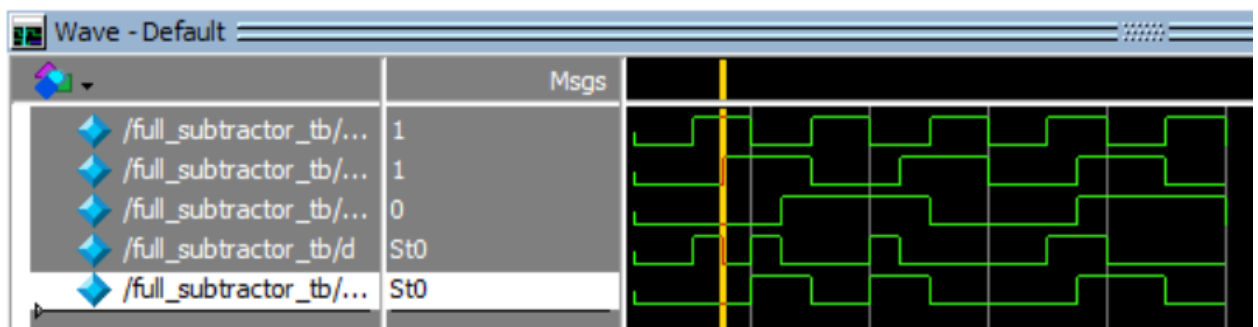 Wave - Default
Msgs
/full_subtractor_tb/... 1
/full_subtractor_tb/... 1
/full_subtractor_tb/... 0
/full_subtractor_tb/d St0
/full_subtractor_tb/... St0